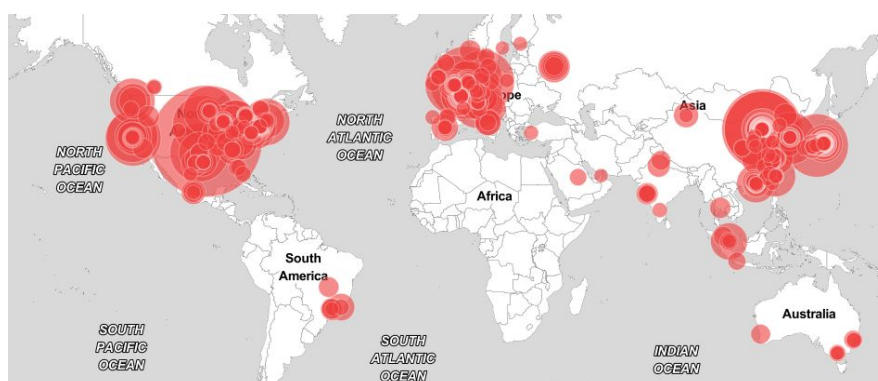 NORTH
PACIFIC
OCEAN
NORTH
ATLANTIC
OCEAN
Asia
Africa
South
America
Australia
SOUTH
PACIFIC
OCEAN
SOUTH
ATLANTIC
OCEAN
INDIAN
OCEAN